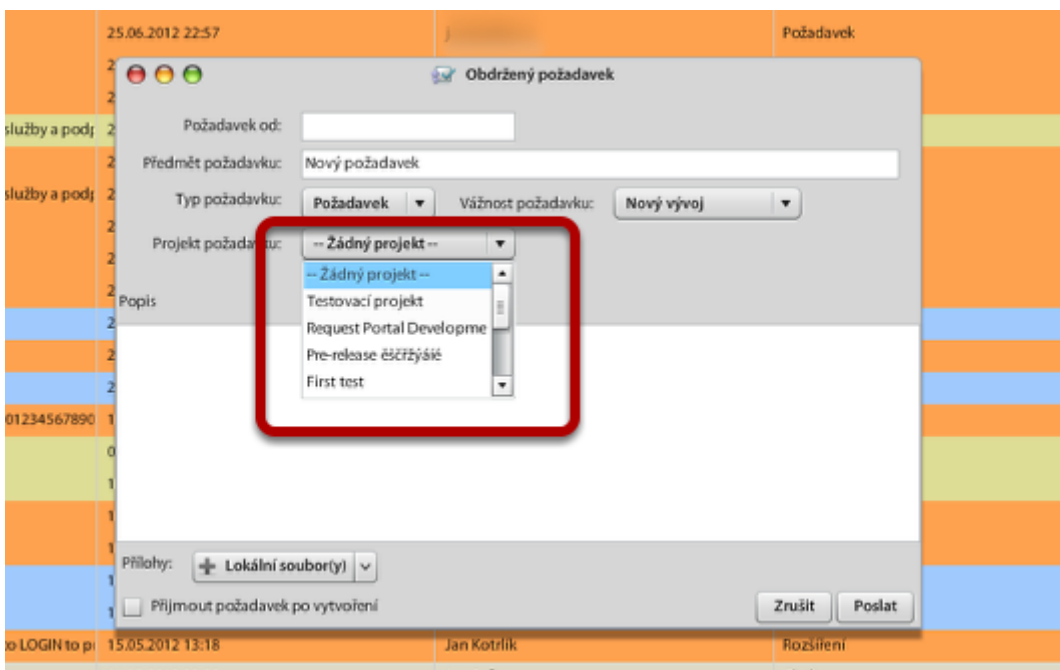 25.06.2012 22:57 Požadavek
Obdržený požadavek
Požadavek od:
služby a podp
Předmět požadavku: Nový požadavek
služby a podp
Typ požadavku: Požadavek Vážnost požadavku: Nový vývoj
Projekt požadavku: -- Žádný projekt --
-- Žádný projekt --
Testovací projekt
Popis
Request Portal Developme
Pre-release ěščřžýáíé
First test
01234567890
Přílohy: Lokální soubor(y)
Přijmout požadavek po vytvoření Zrušit Poslat
to LOGIN to pr 15.05.2012 13:18 Jan Kotrlík Rozšíření